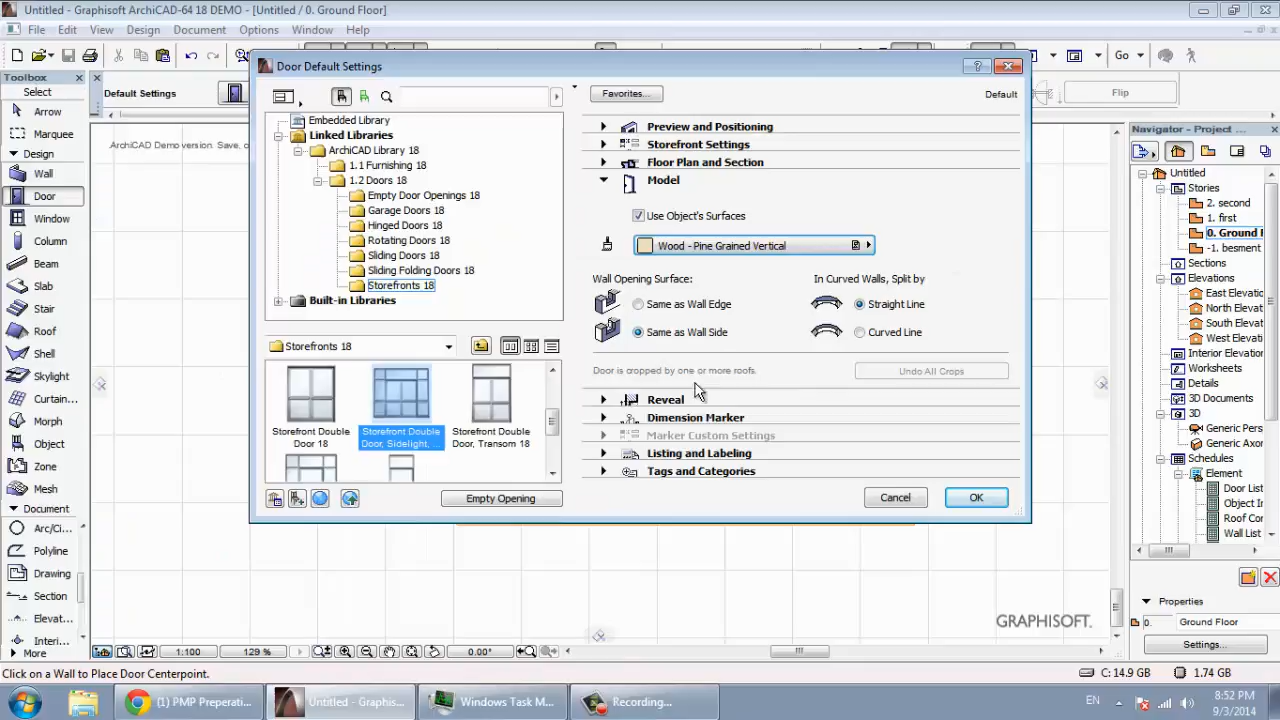 Untitled - Graphisoft ArchiCAD-64 18 DEMO - [Untitled / 0. Ground Floor]
File Edit View Design Document Options Window Help
Go
Toolbox
Select
Arrow
Marquee
Design
Wall
Door
Window
Column
Beam
Slab
Stair
Roof
Shell
Skylight
Curtain...
Morph
Object
Zone
Mesh
Document
Arc/Ci...
Polyline
Drawing
Section
Elevat...
Interi...
More
Default Settings
Flip
ArchiCAD Demo version. Save, c
Door Default Settings
Favorites...
Default
Embedded Library
Linked Libraries
ArchiCAD Library 18
1.1 Furnishing 18
1.2 Doors 18
Empty Door Openings 18
Garage Doors 18
Hinged Doors 18
Rotating Doors 18
Sliding Doors 18
Sliding Folding Doors 18
Storefronts 18
Built-in Libraries
Storefronts 18
Storefront Double Door 18
Storefront Double Door, Sidelight, ...
Storefront Double Door, Transom 18
Empty Opening
Preview and Positioning
Storefront Settings
Floor Plan and Section
Model
Use Object's Surfaces
Wood - Pine Grained Vertical
Wall Opening Surface:
In Curved Walls, Split by
Same as Wall Edge
Straight Line
Same as Wall Side
Curved Line
Door is cropped by one or more roofs.
Undo All Crops
Reveal
Dimension Marker
Marker Custom Settings
Listing and Labeling
Tags and Categories
Cancel
OK
Navigator - Project ...
Untitled
Stories
2. second
1. first
0. Ground F
-1. besment
Sections
Elevations
East Elevati
North Eleva
South Eleva
West Elevat
Interior Elevat
Worksheets
Details
3D Documents
3D
Generic Pers
Generic Axor
Schedules
Element
Door List
Object In
Roof Cor
Wall List
Properties
0.
Ground Floor
Settings...
GRAPHISOFT.
1:100
129 %
0.00°
Click on a Wall to Place Door Centerpoint.
C: 14.9 GB
1.74 GB
(1) PMP Preperati...
Untitled - Graphis...
Windows Task M...
Recording...
EN
8:52 PM
9/3/2014